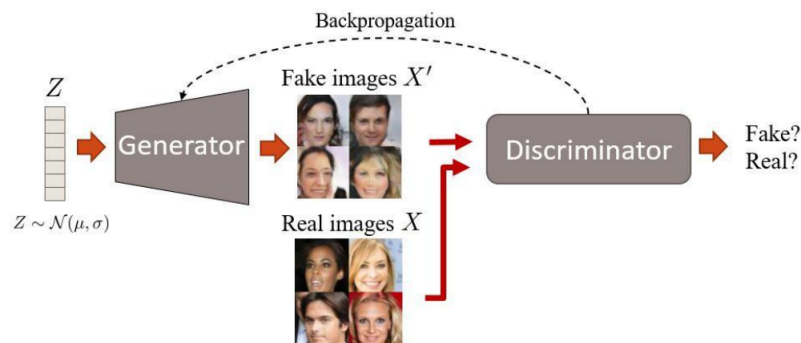 Backpropagation
Z
Fake images X′
Generator
Discriminator
Fake?
Real?
Z ∼ 𝒩(μ, σ)
Real images X